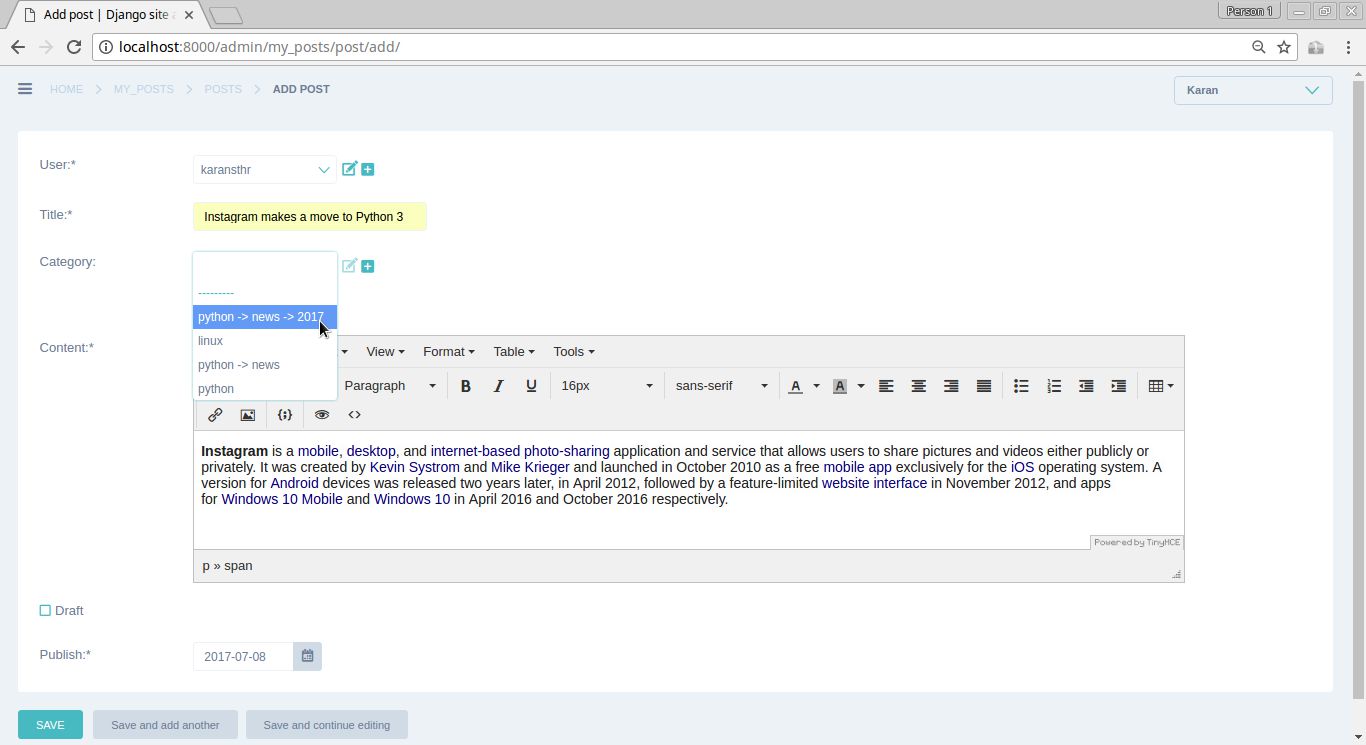 Add post | Django site
Person 1
localhost:8000/admin/my_posts/post/add/
HOME > MY_POSTS > POSTS > ADD POST
Karan
User:*
karansthr
Title:*
Instagram makes a move to Python 3
Category:
---------
python -> news -> 2017
linux
python -> news
python
Content:*
View Format Table Tools
Paragraph B I U 16px sans-serif A A
Instagram is a mobile, desktop, and internet-based photo-sharing application and service that allows users to share pictures and videos either publicly or
privately. It was created by Kevin Systrom and Mike Krieger and launched in October 2010 as a free mobile app exclusively for the iOS operating system. A
version for Android devices was released two years later, in April 2012, followed by a feature-limited website interface in November 2012, and apps
for Windows 10 Mobile and Windows 10 in April 2016 and October 2016 respectively.
Powered by TinyMCE
p » span
Draft
Publish:*
2017-07-08
SAVE
Save and add another
Save and continue editing